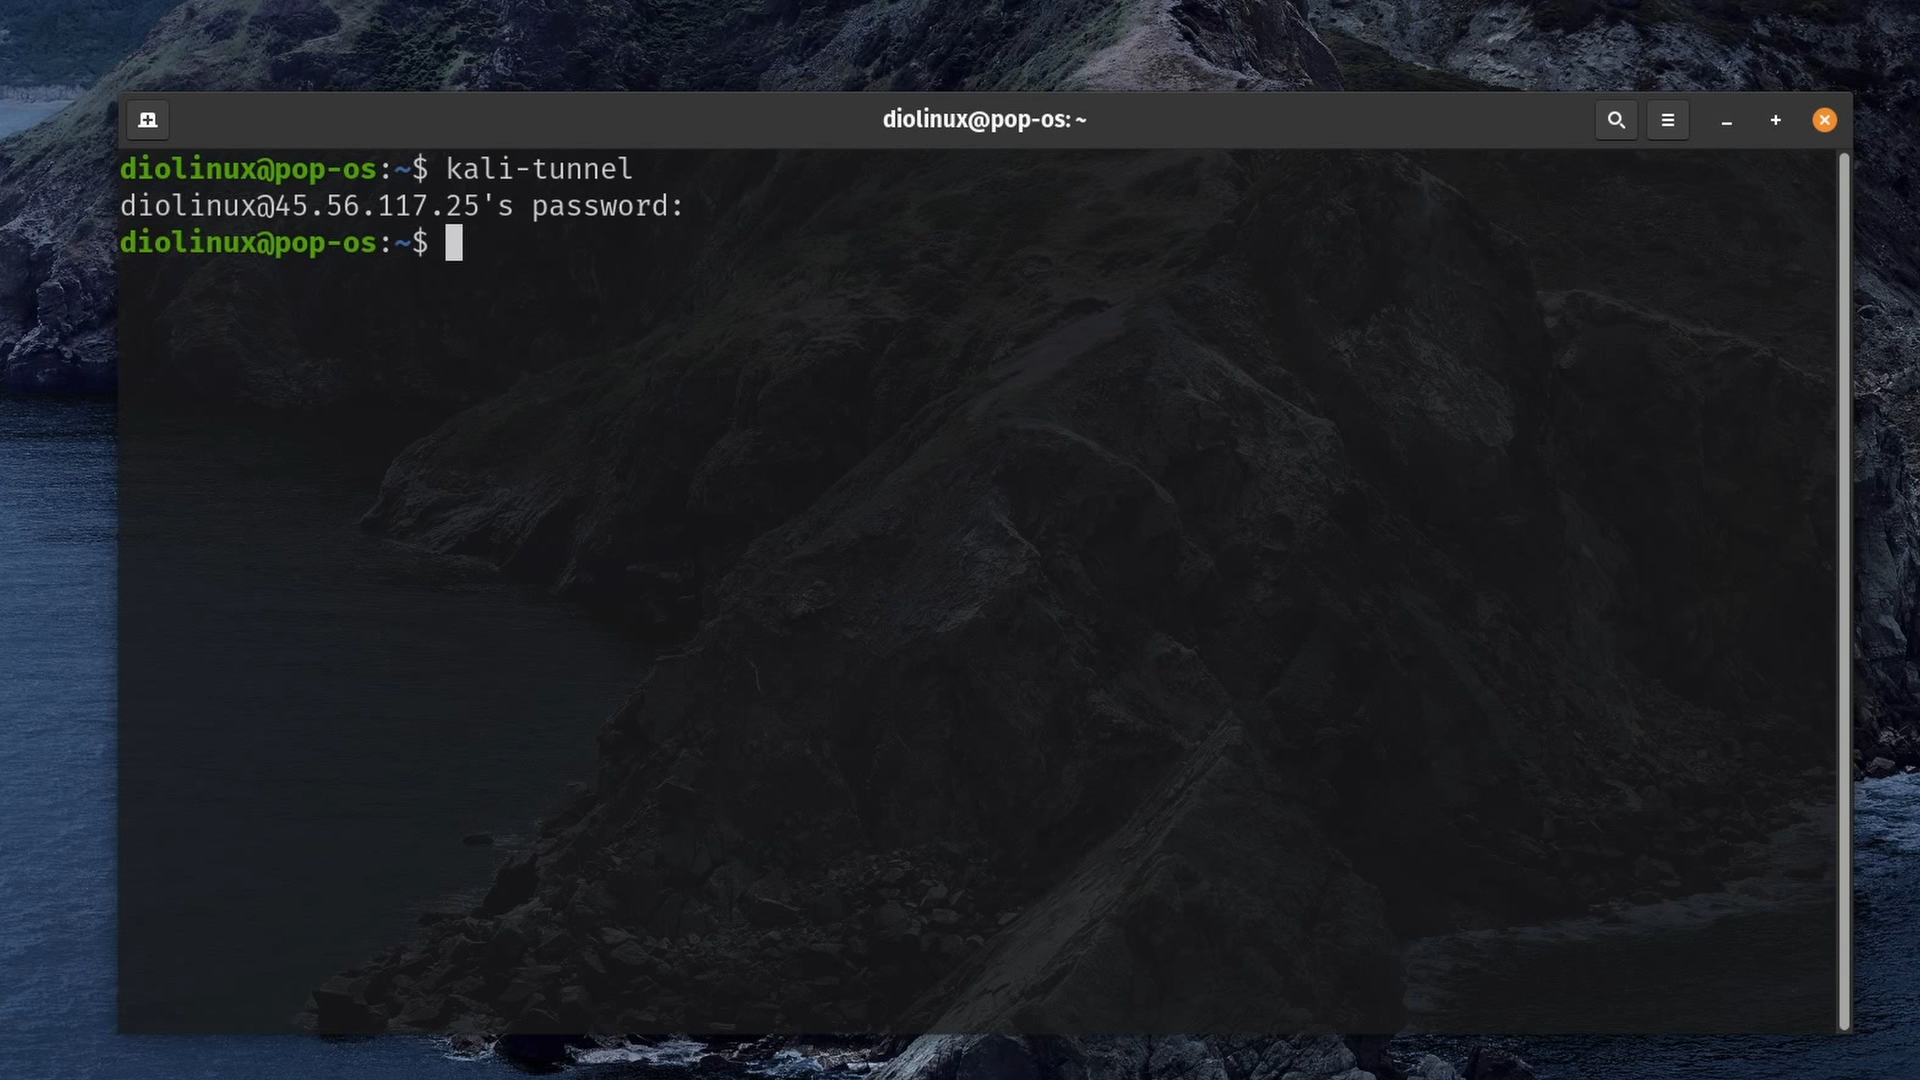 diolinux@pop-os: ~
diolinux@pop-os:~$ kali-tunnel
diolinux@45.56.117.25's password:
diolinux@pop-os:~$